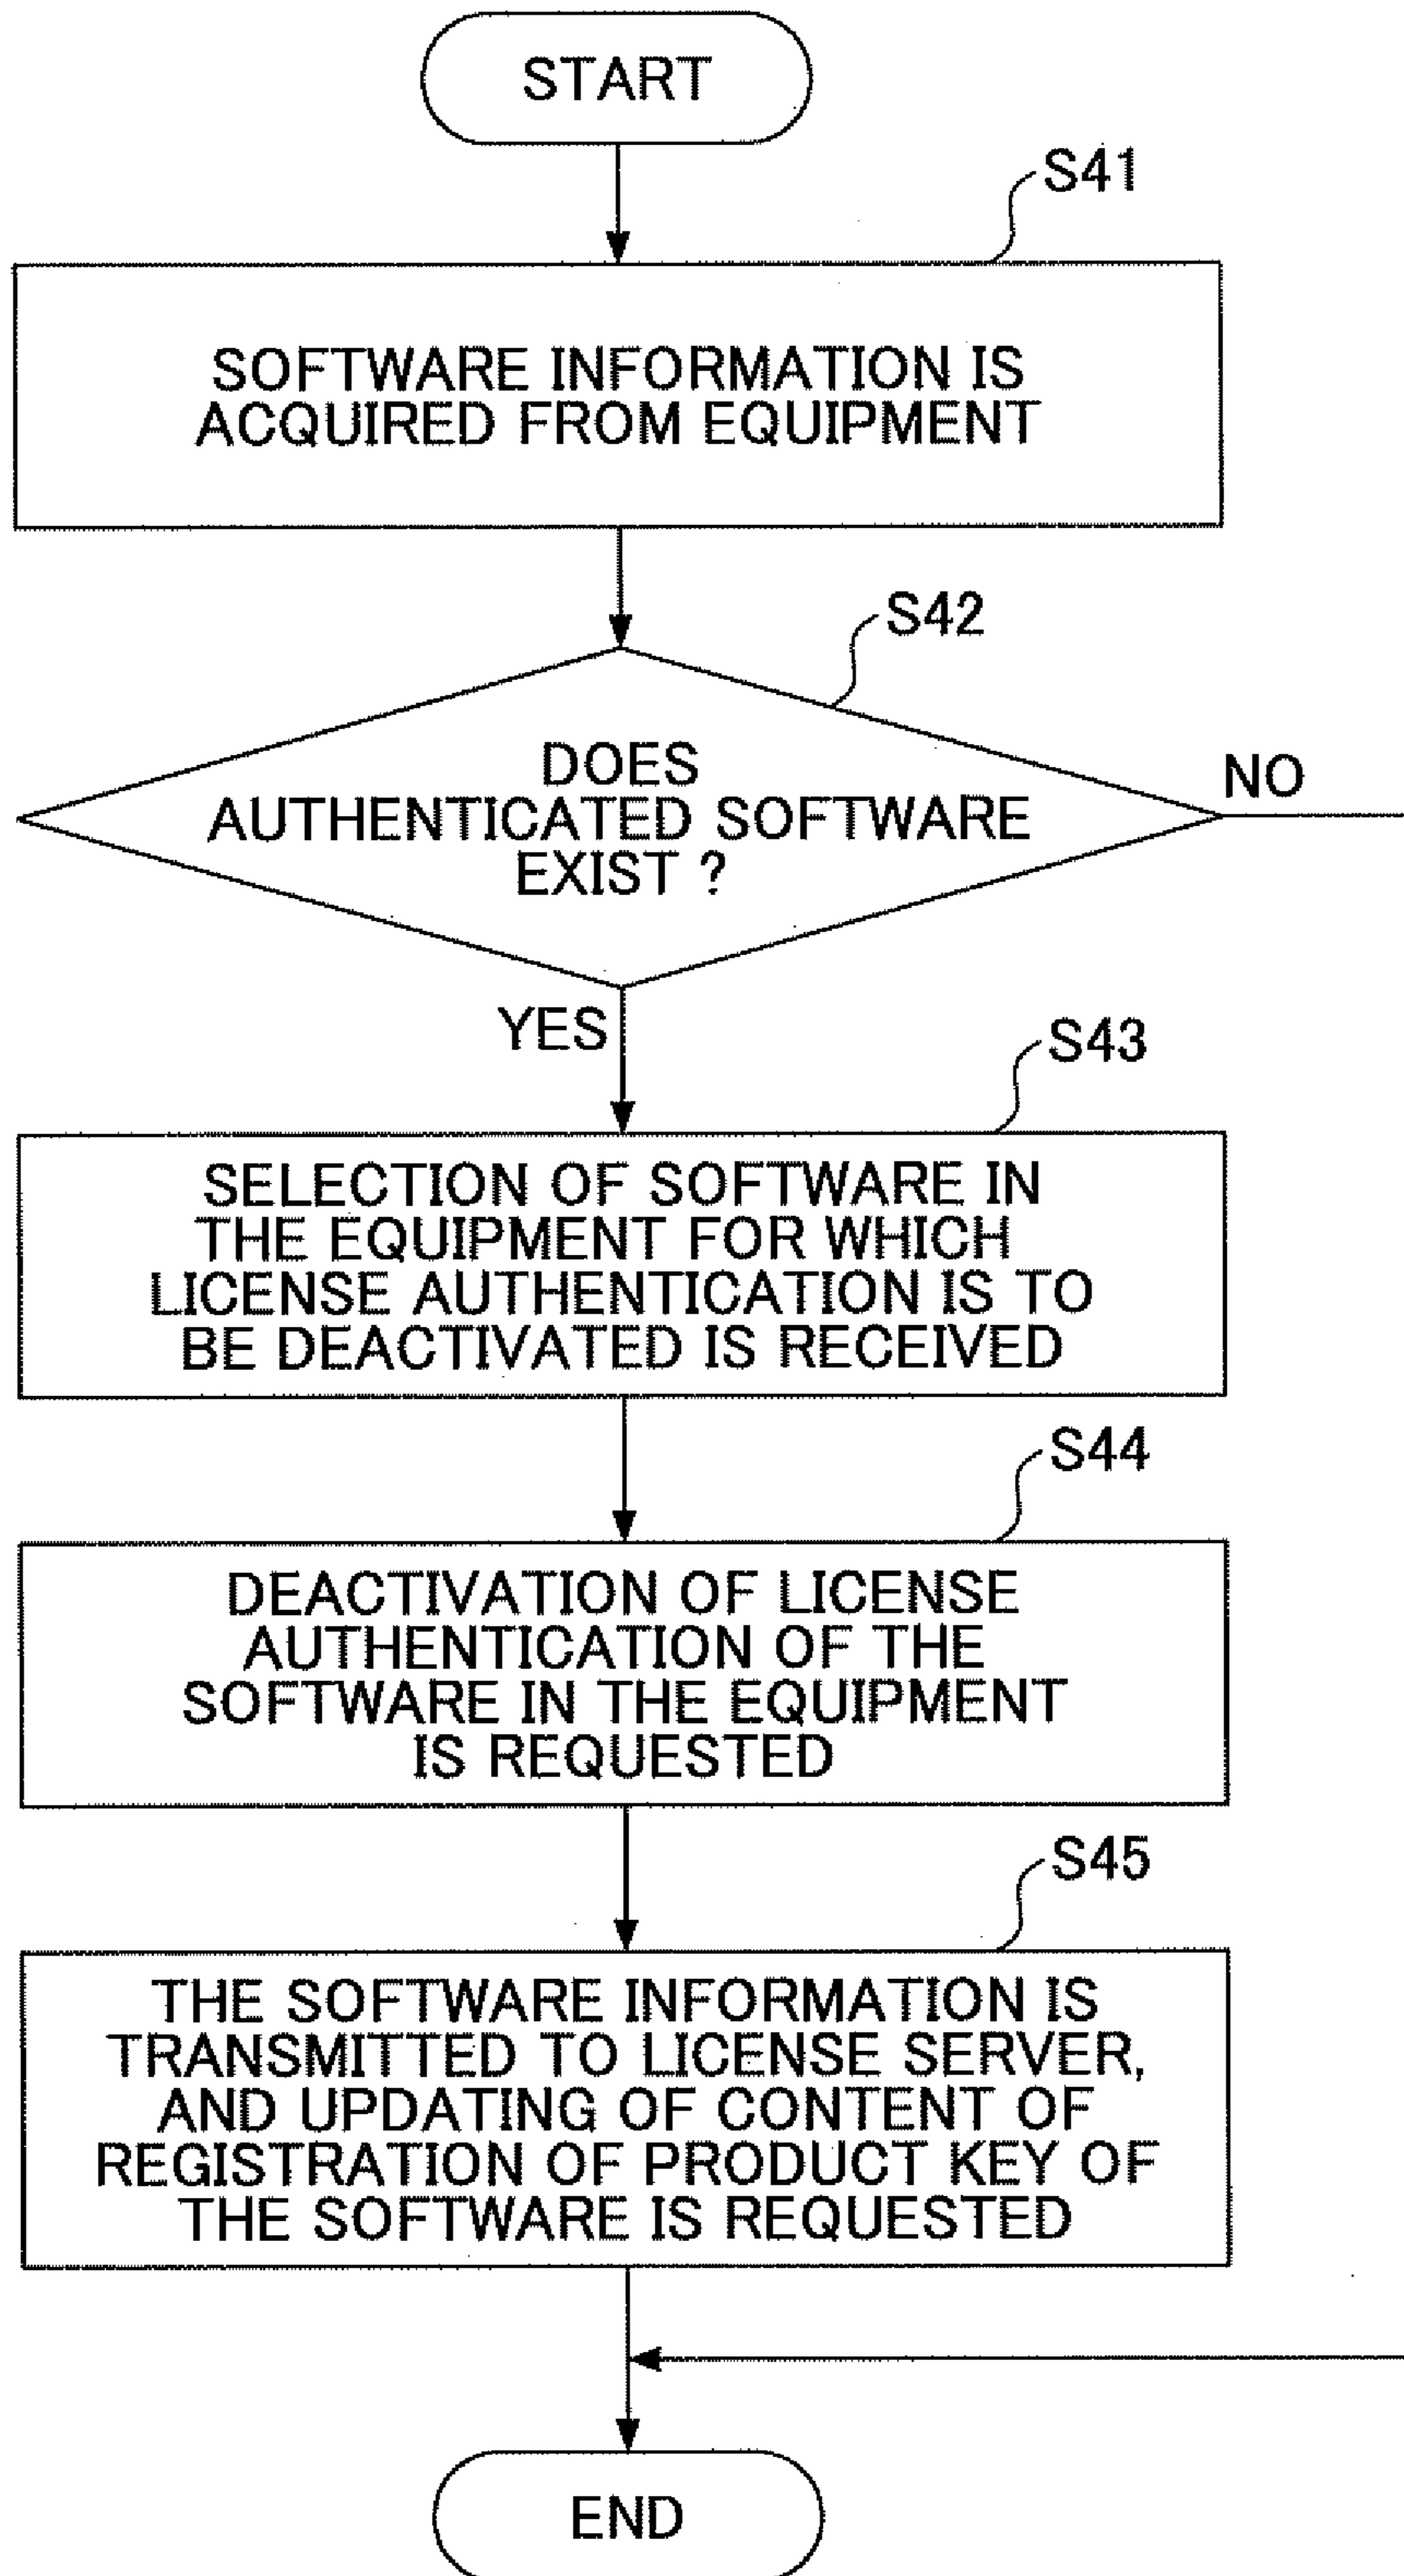 START
S41
SOFTWARE INFORMATION IS
ACQUIRED FROM EQUIPMENT
S42
DOES
AUTHENTICATED SOFTWARE
EXIST ?
NO
YES
S43
SELECTION OF SOFTWARE IN
THE EQUIPMENT FOR WHICH
LICENSE AUTHENTICATION IS TO
BE DEACTIVATED IS RECEIVED
S44
DEACTIVATION OF LICENSE
AUTHENTICATION OF THE
SOFTWARE IN THE EQUIPMENT
IS REQUESTED
S45
THE SOFTWARE INFORMATION IS
TRANSMITTED TO LICENSE SERVER,
AND UPDATING OF CONTENT OF
REGISTRATION OF PRODUCT KEY OF
THE SOFTWARE IS REQUESTED
END